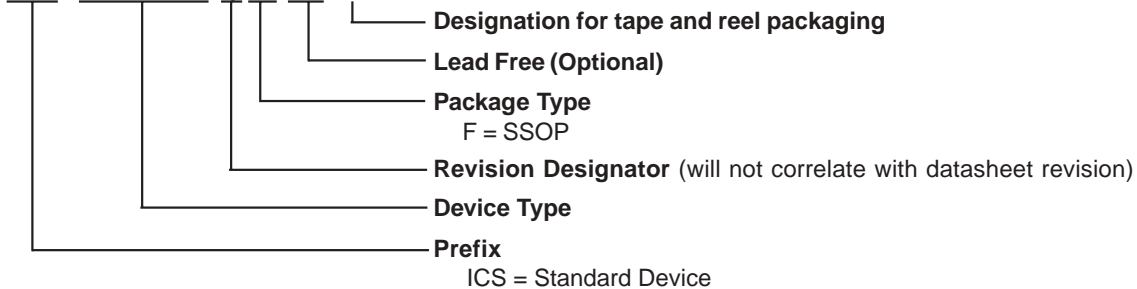 Designation for tape and reel packaging
Lead Free (Optional)
Package Type
F = SSOP
Revision Designator (will not correlate with datasheet revision)
Device Type
Prefix
ICS = Standard Device